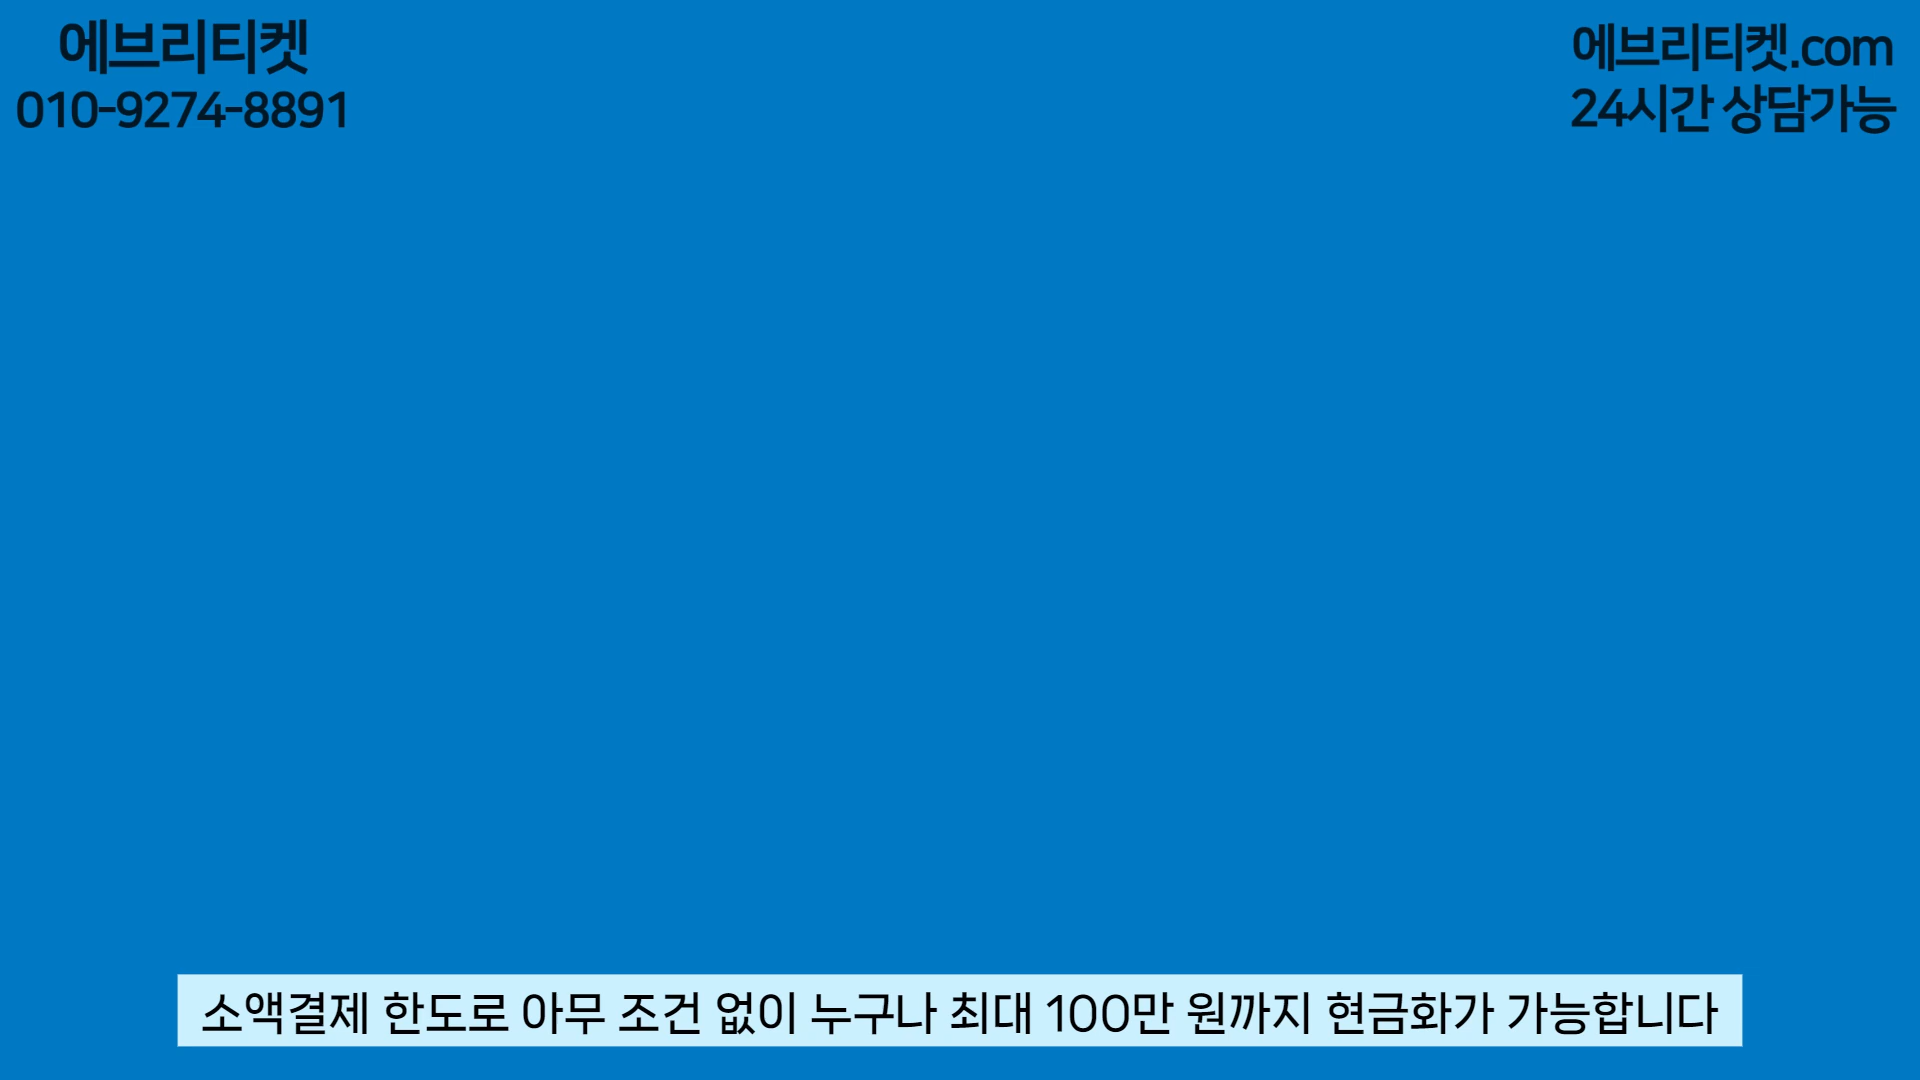 에브리티켓
010-9274-8891
에브리티켓.com
24시간 상담가능
소액결제 한도로 아무 조건 없이 누구나 최대 100만 원까지 현금화가 가능합니다